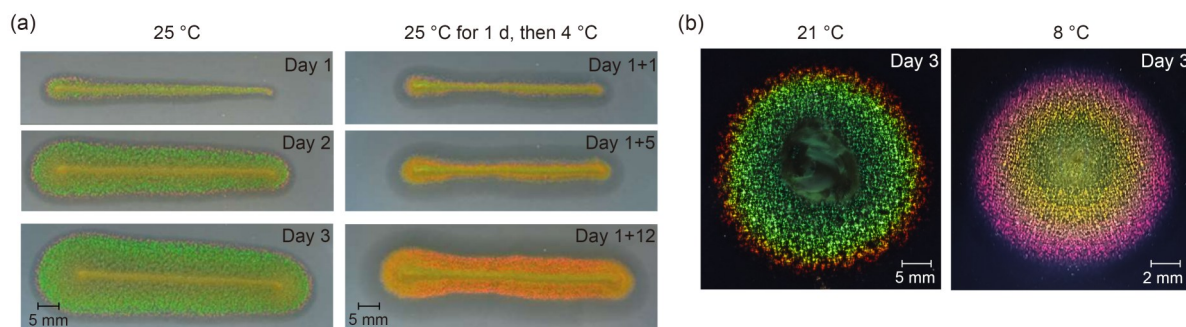 (a)
25 °C
25 °C for 1 d, then 4 °C
Day 1
Day 1+1
Day 2
Day 1+5
Day 3
Day 1+12
5 mm
5 mm
(b)
21 °C
8 °C
Day 3
Day 3
5 mm
2 mm